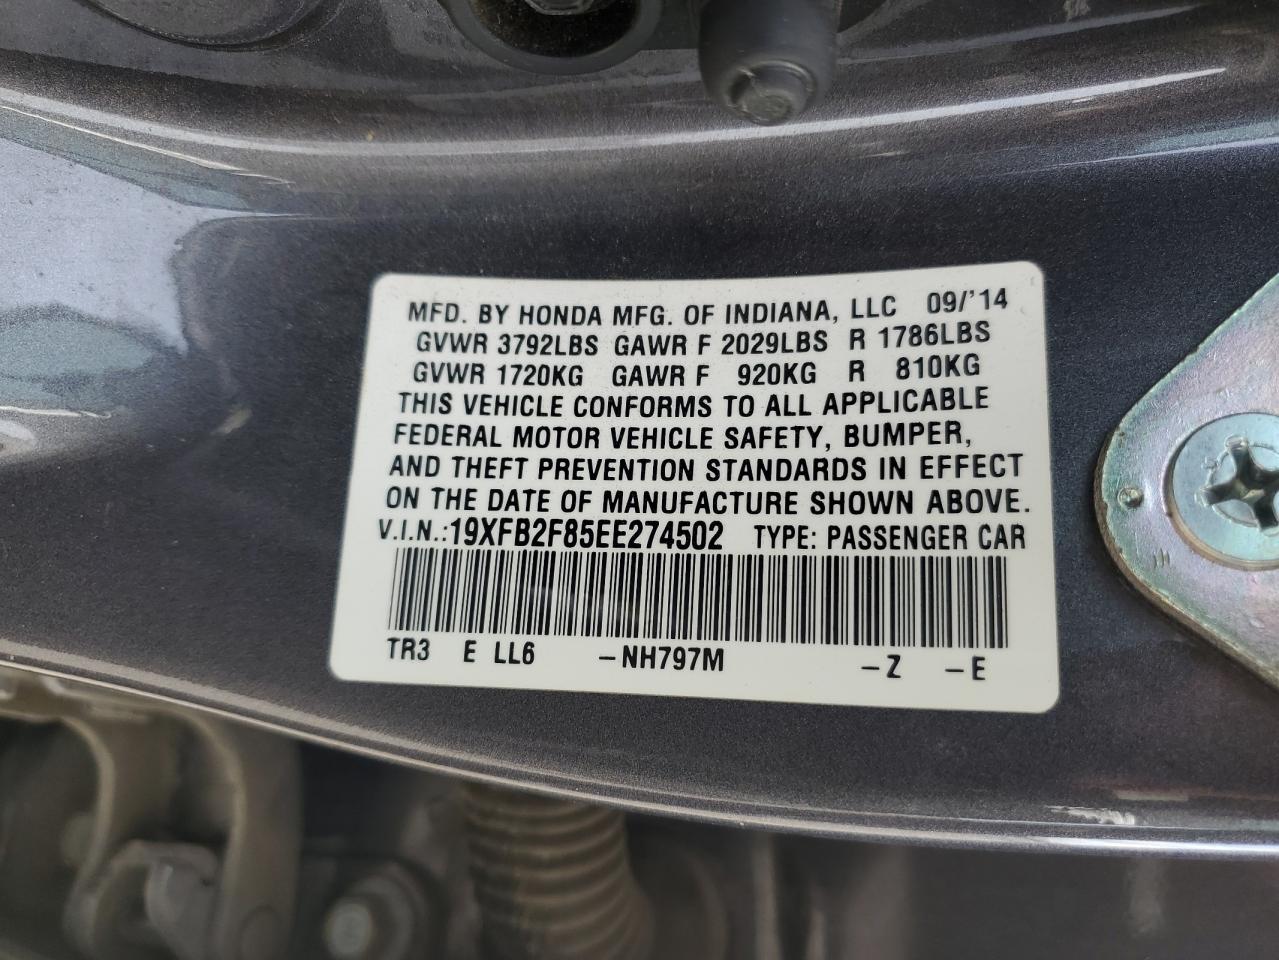 MFD. BY HONDA MFG. OF INDIANA, LLC 09/'14
GVWR 3792LBS GAWR F 2029LBS R 1786LBS
GVWR 1720KG GAWR F 920KG R 810KG
THIS VEHICLE CONFORMS TO ALL APPLICABLE
FEDERAL MOTOR VEHICLE SAFETY, BUMPER,
AND THEFT PREVENTION STANDARDS IN EFFECT
ON THE DATE OF MANUFACTURE SHOWN ABOVE.
V.I.N.:19XFB2F85EE274502 TYPE: PASSENGER CAR
TR3 E LL6 -NH797M -Z -E